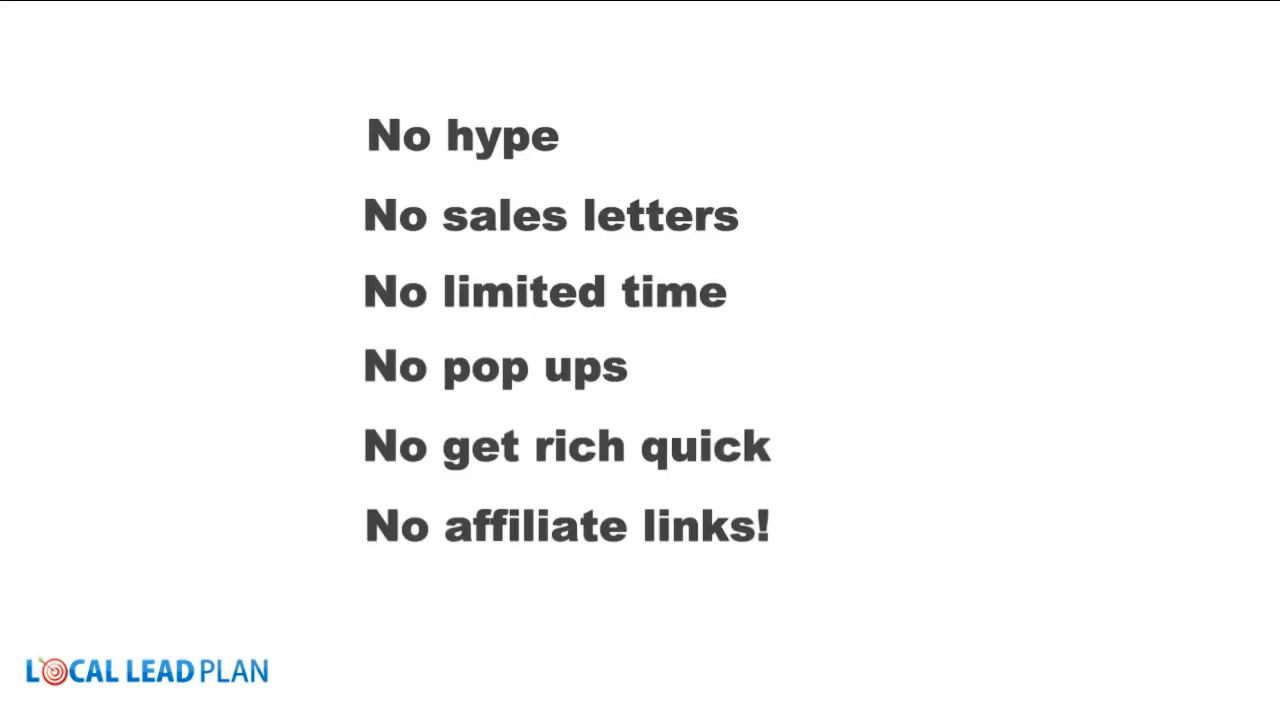 No hype
No sales letters
No limited time
No pop ups
No get rich quick
No affiliate links!
LOCAL LEAD PLAN